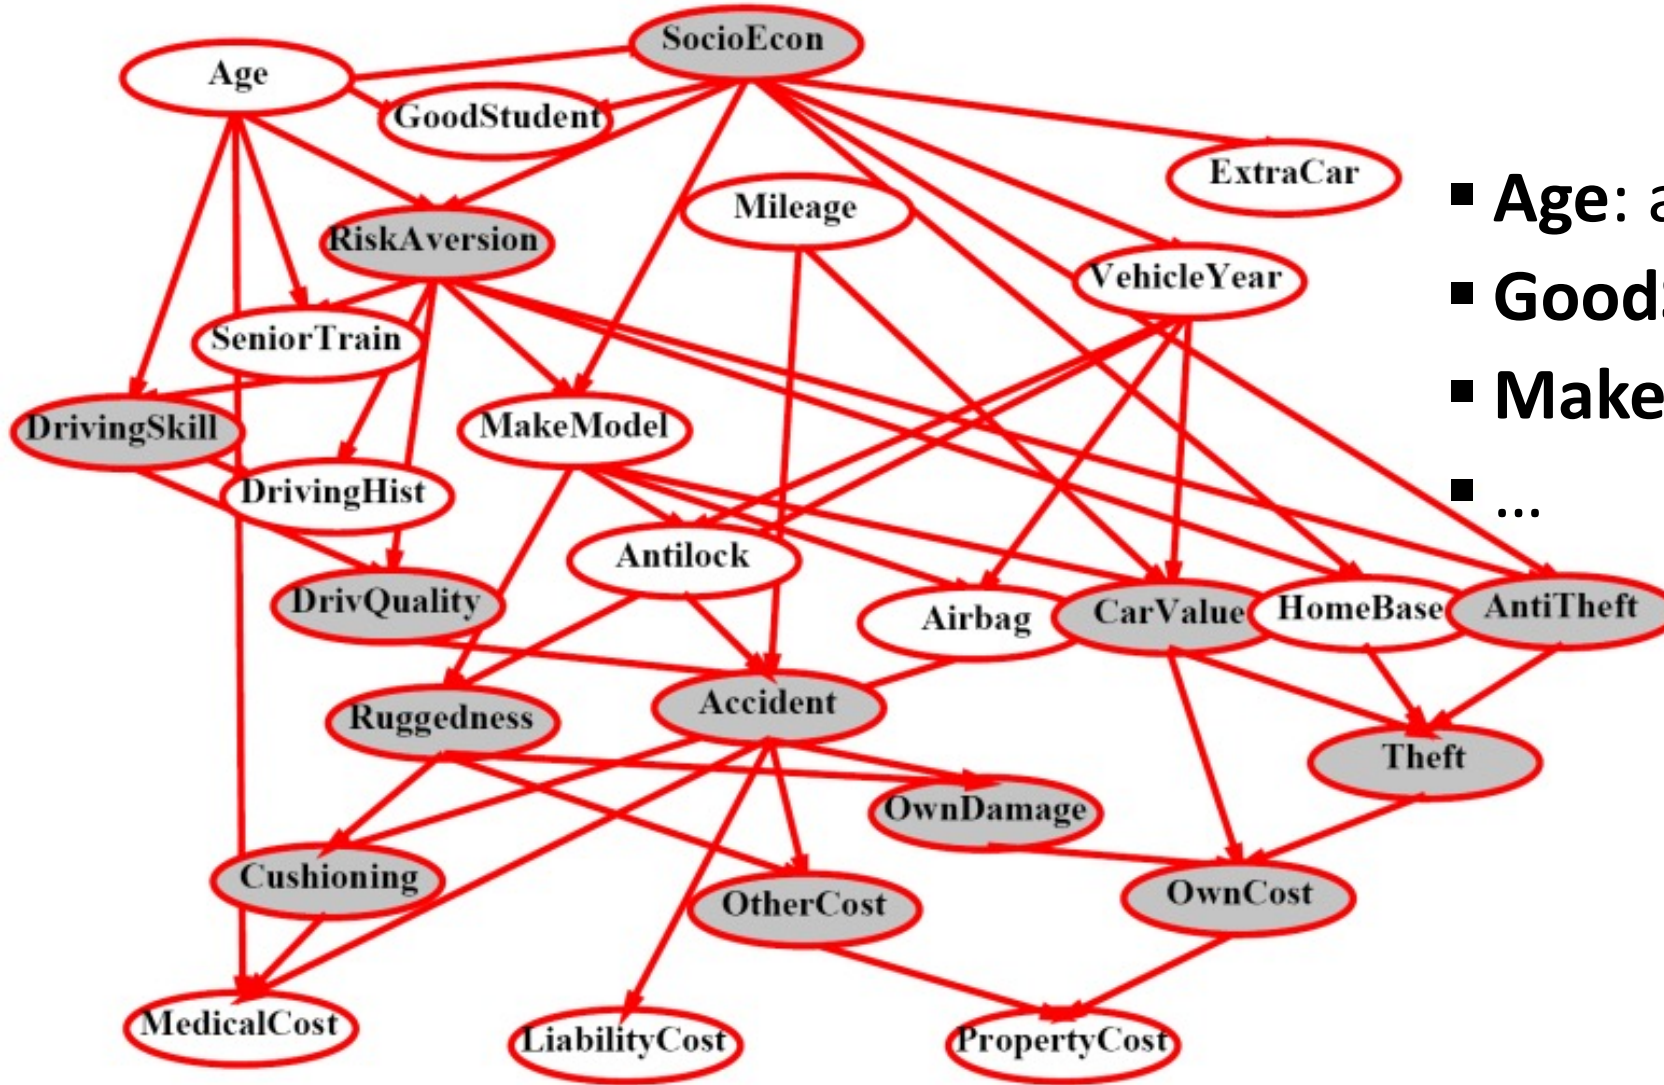 SocioEcon
Age
GoodStudent
ExtraCar
Mileage
RiskAversion
VehicleYear
SeniorTrain
DrivingSkill
MakeModel
DrivingHist
Antilock
DrivQuality
Airbag
CarValue
HomeBase
AntiTheft
Ruggedness
Accident
Theft
OwnDamage
Cushioning
OtherCost
OwnCost
MedicalCost
LiabilityCost
PropertyCost
▪ Age: a
▪ Good
▪ Make
▪ ...